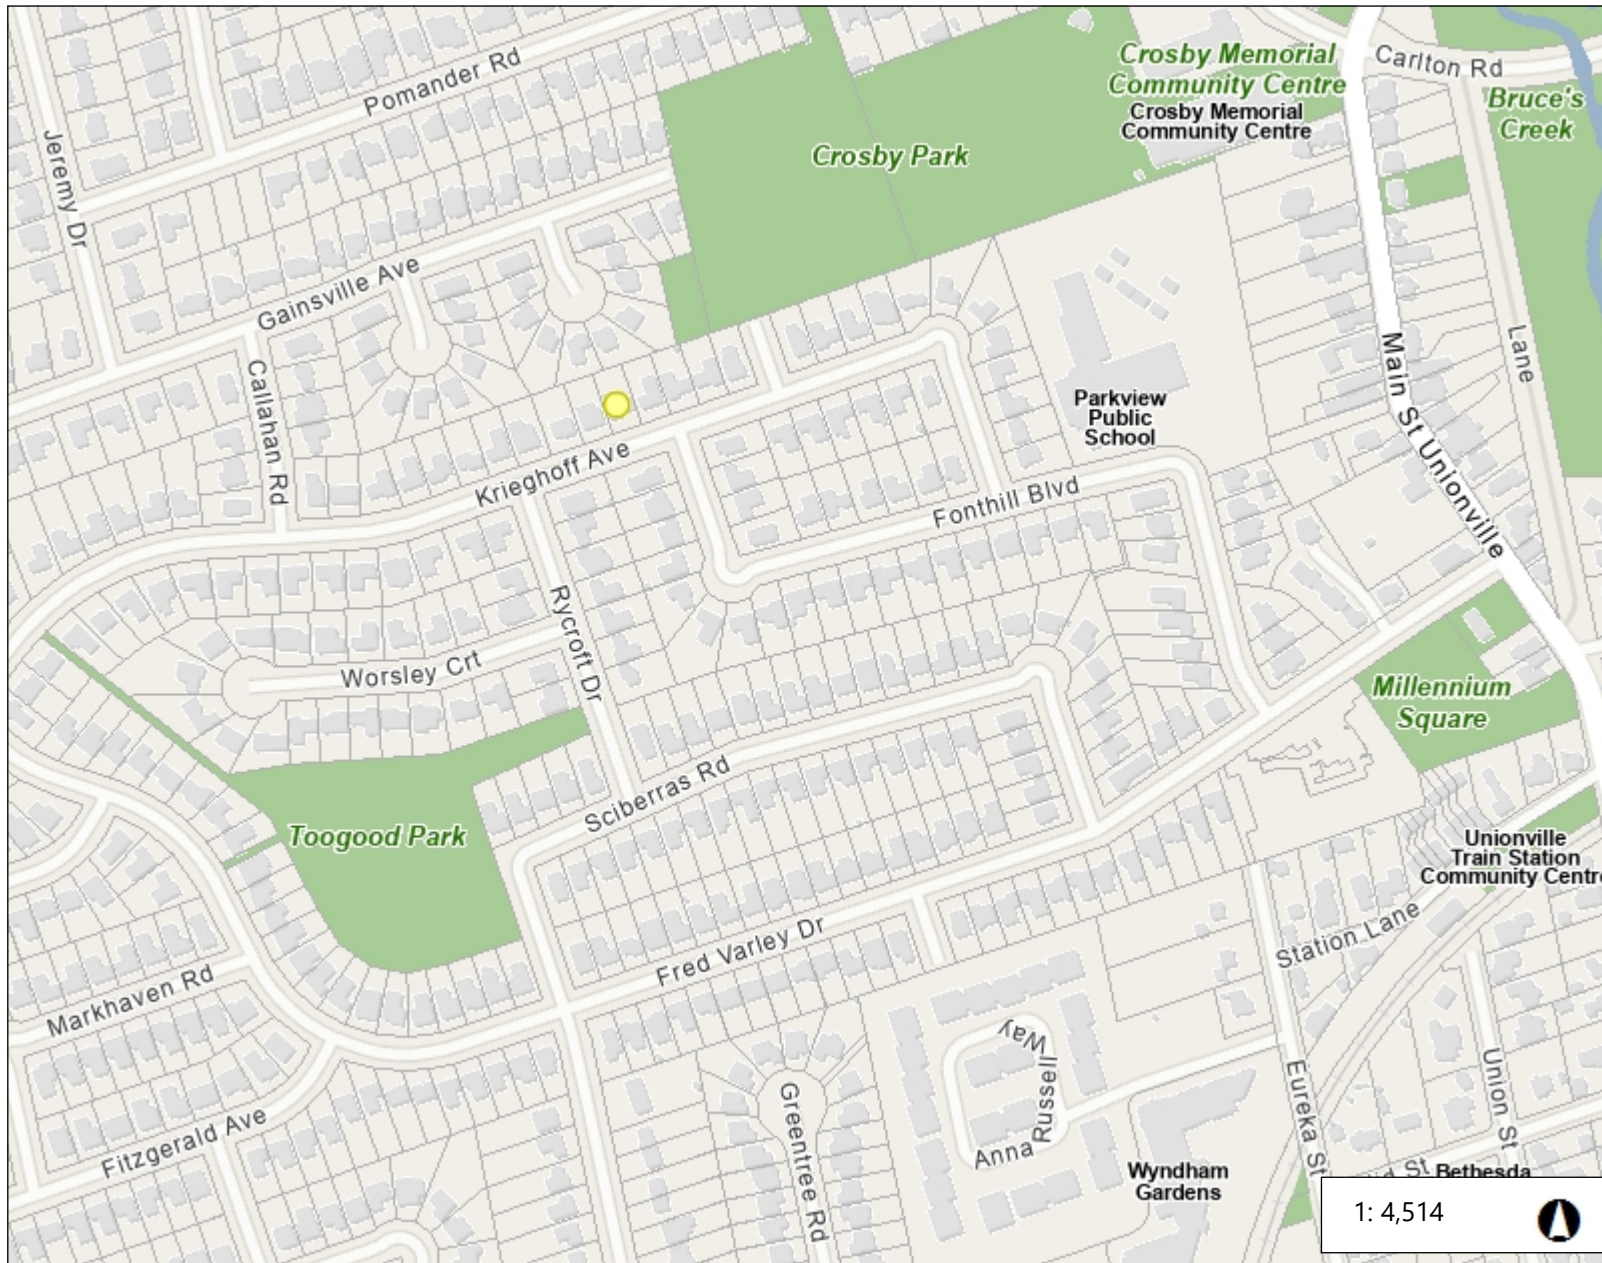 Crosby Memorial
Community Centre
Crosby Memorial
Community Centre
Carlton Rd
Bruce's
Creek
Pomander Rd
Jeremy Dr
Crosby Park
Gainsville Ave
Callahan Rd
Lane
Main St Unionville
Parkview
Public
School
Krieghoff Ave
Fonthill Blvd
Rycroft Dr
Worsley Crt
Millennium
Square
Sciberras Rd
Toogood Park
Unionville
Train Station
Community Centre
Fred Varley Dr
Station Lane
Markhaven Rd
Anna Russell Way
Union St
Eureka St
Greentree Rd
Fitzgerald Ave
Wyndham
Gardens
St
Bethesda
1: 4,514